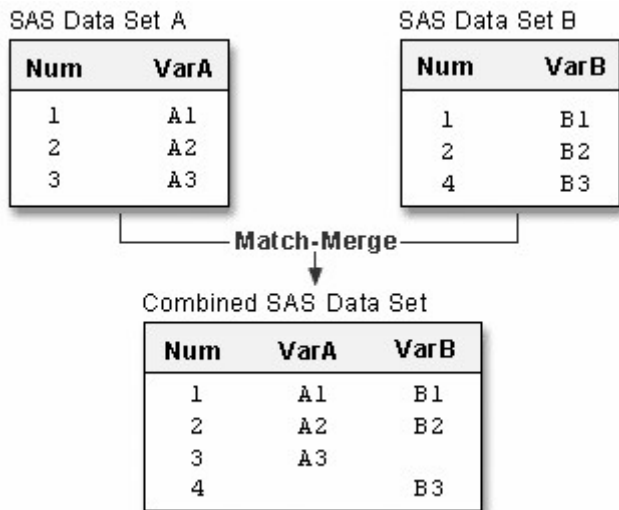 SAS Data Set A
Num VarA
1 A1
2 A2
3 A3
SAS Data Set B
Num VarB
1 B1
2 B2
4 B3
Match-Merge
Combined SAS Data Set
Num VarA VarB
1 A1 B1
2 A2 B2
3 A3
4 B3